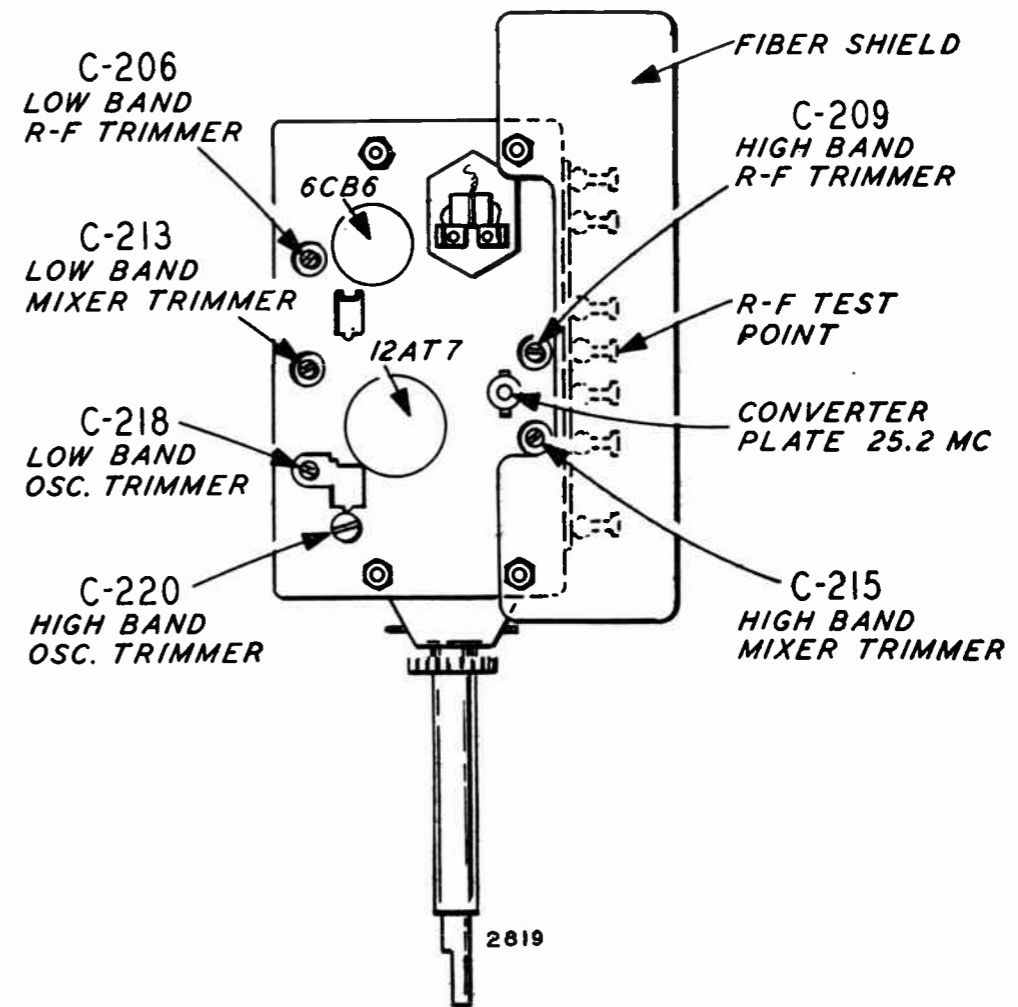 C-206
LOW BAND
R-F TRIMMER
C-213
LOW BAND
MIXER TRIMMER
C-218
LOW BAND
OSC. TRIMMER
C-220
HIGH BAND
OSC. TRIMMER
6CB6
12AT7
FIBER SHIELD
C-209
HIGH BAND
R-F TRIMMER
R-F TEST
POINT
CONVERTER
PLATE 25.2 MC
C-215
HIGH BAND
MIXER TRIMMER
2819